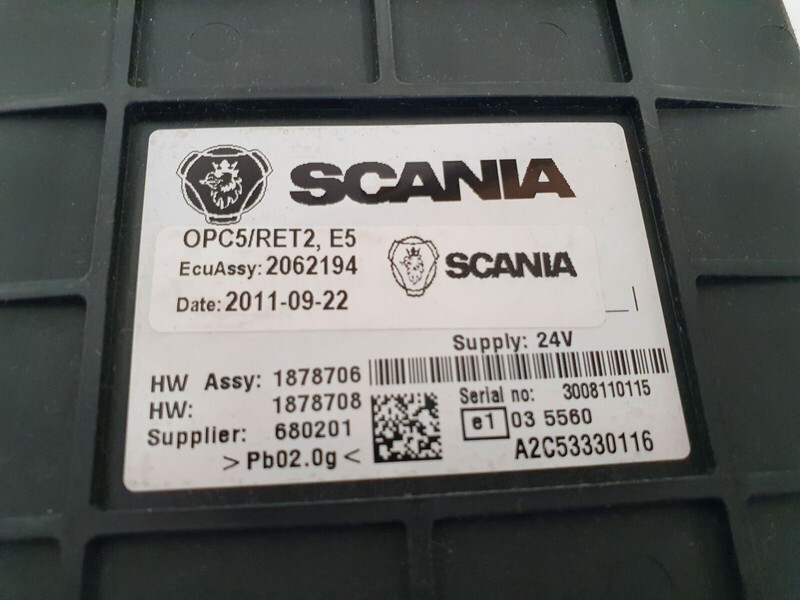 SCANIA
OPC5/RET2, E5
EcuAssy: 2062194
SCANIA
Date: 2011-09-22
Supply: 24V
HW Assy: 1878706
HW: 1878708
Serial no: 3008110115
Supplier: 680201
e1 03 5560
>Pb02.0g<
A2C53330116